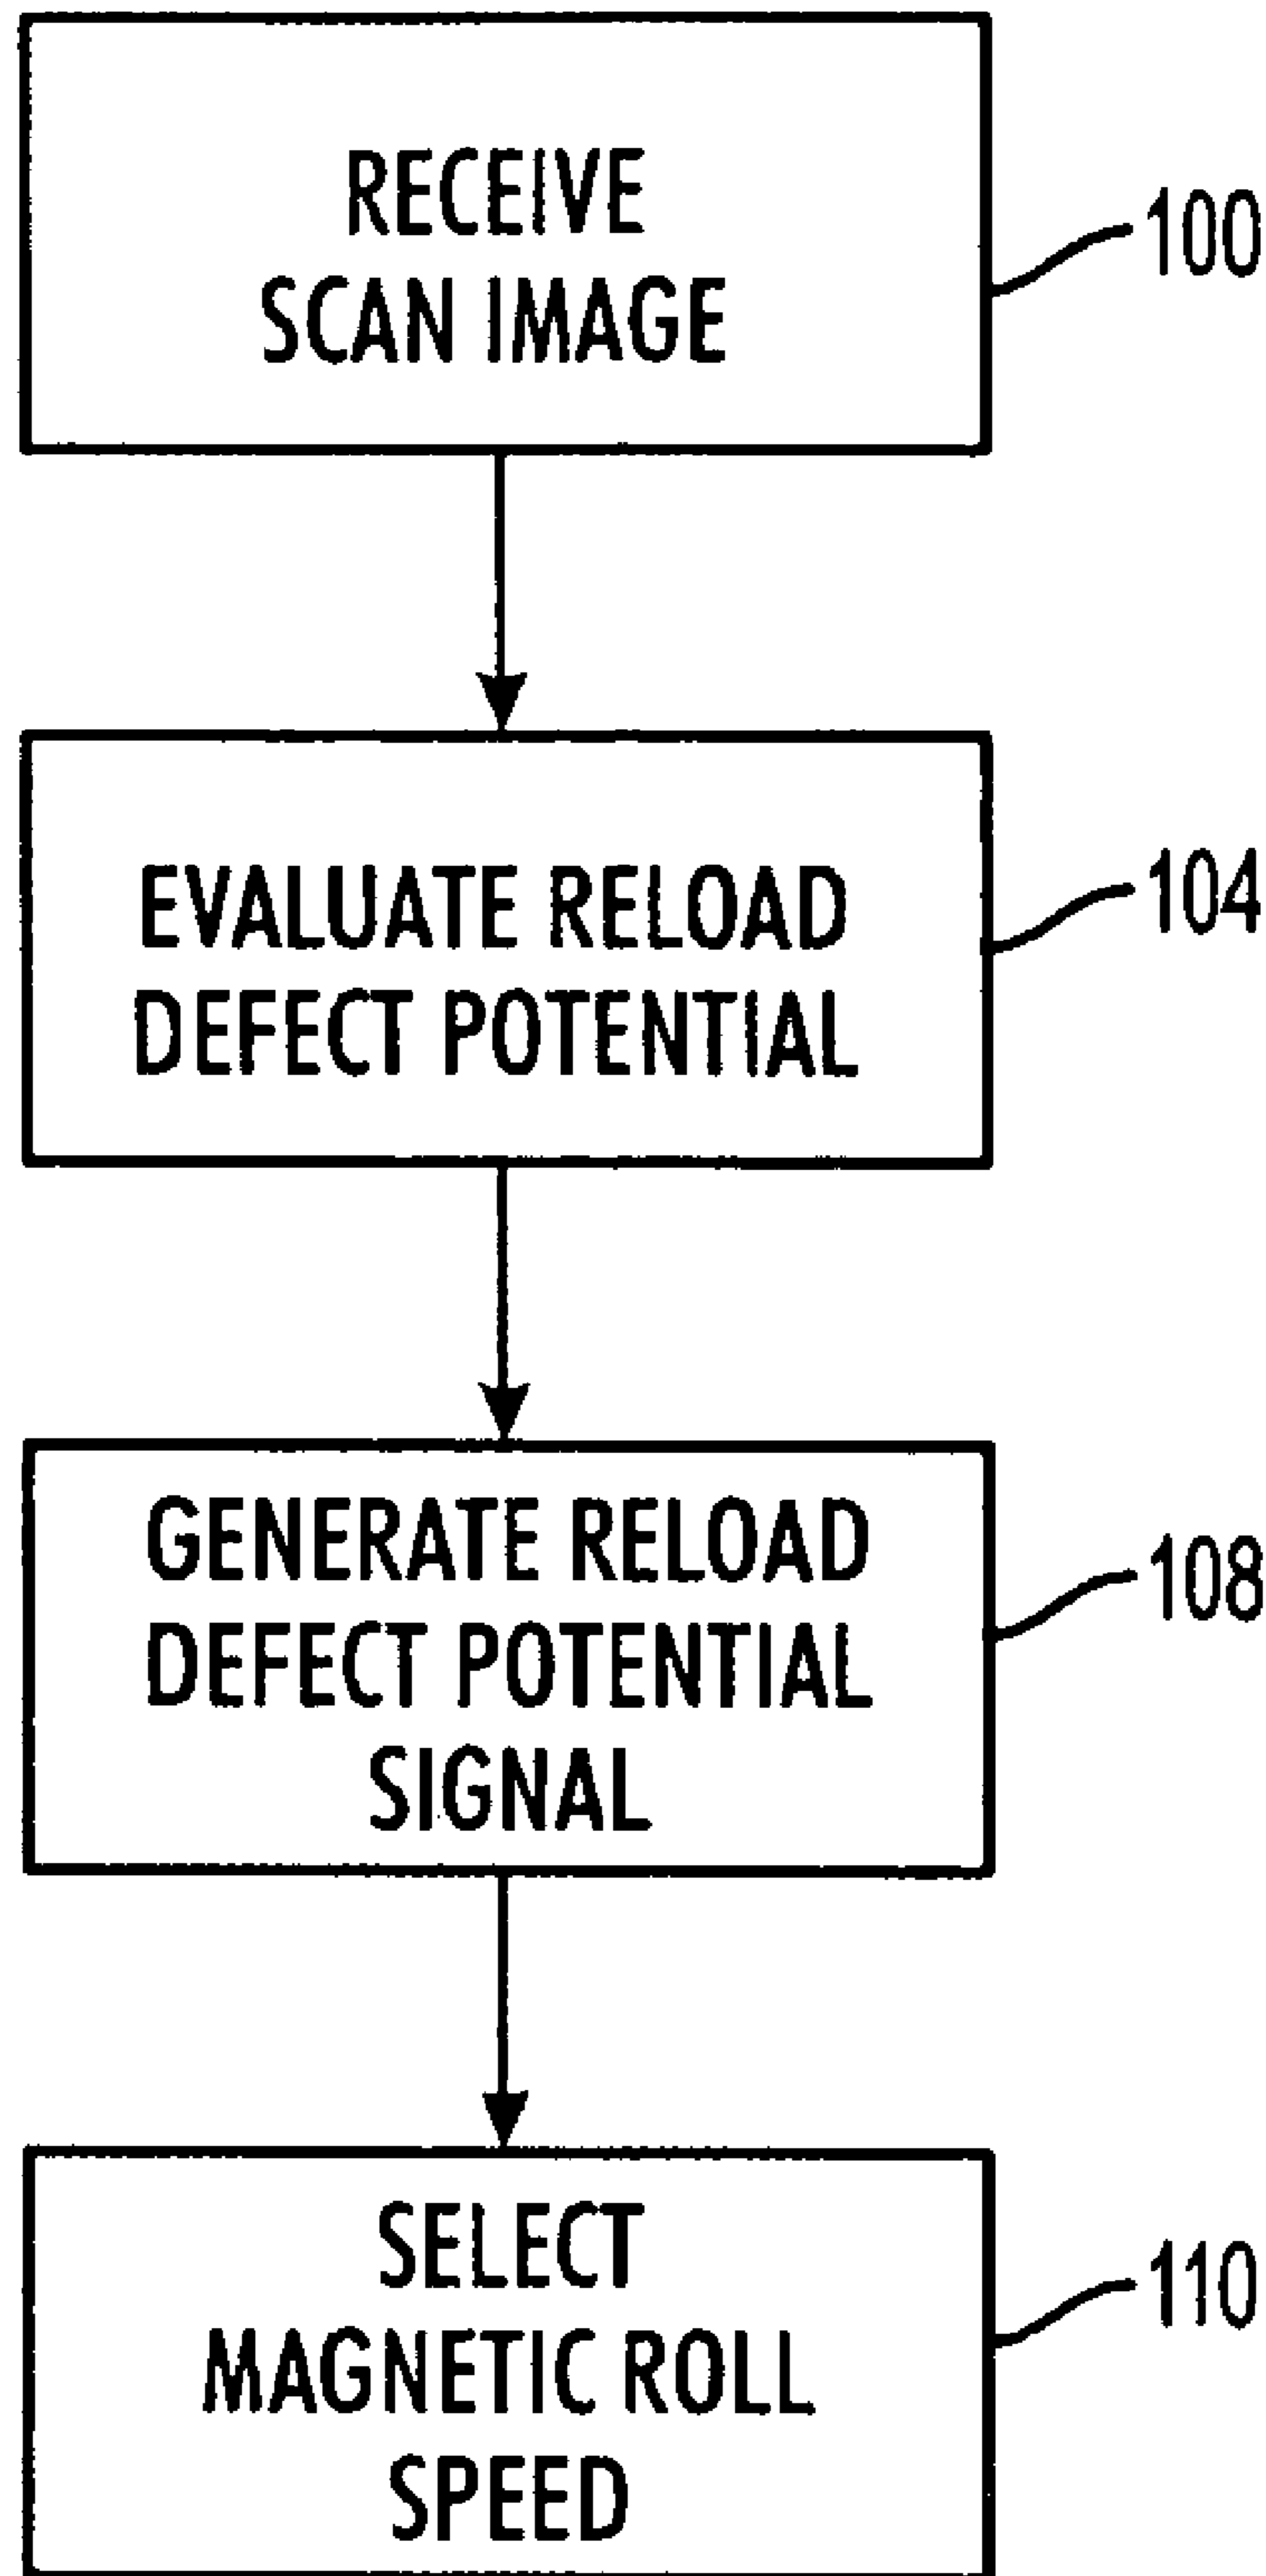 RECEIVE
SCAN IMAGE
100
EVALUATE RELOAD
DEFECT POTENTIAL
104
GENERATE RELOAD
DEFECT POTENTIAL
SIGNAL
108
SELECT
MAGNETIC ROLL
SPEED
110